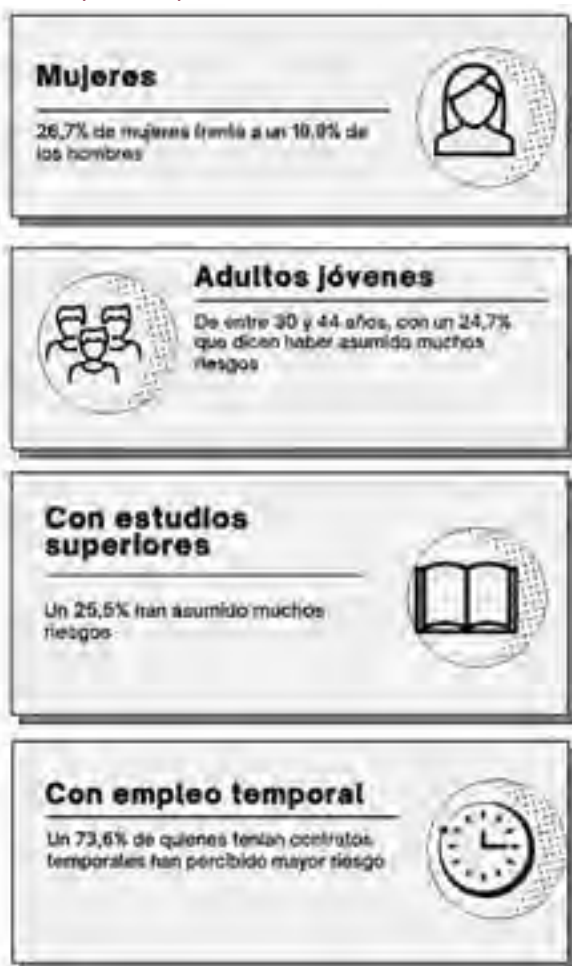 Mujeres
26,7% de mujeres frente a un de
los hombres
Adultos jóvenes
De entre 30 y 44 años, con un 24,7%
que dicen haber asumido muchos
riesgos
Con estudios
superiores
Un 25,5% han asumido muchos
riesgos
Con empleo temporal
Un 73,6% de quienes tenían contratos
temporales han percibido mayor riesgo